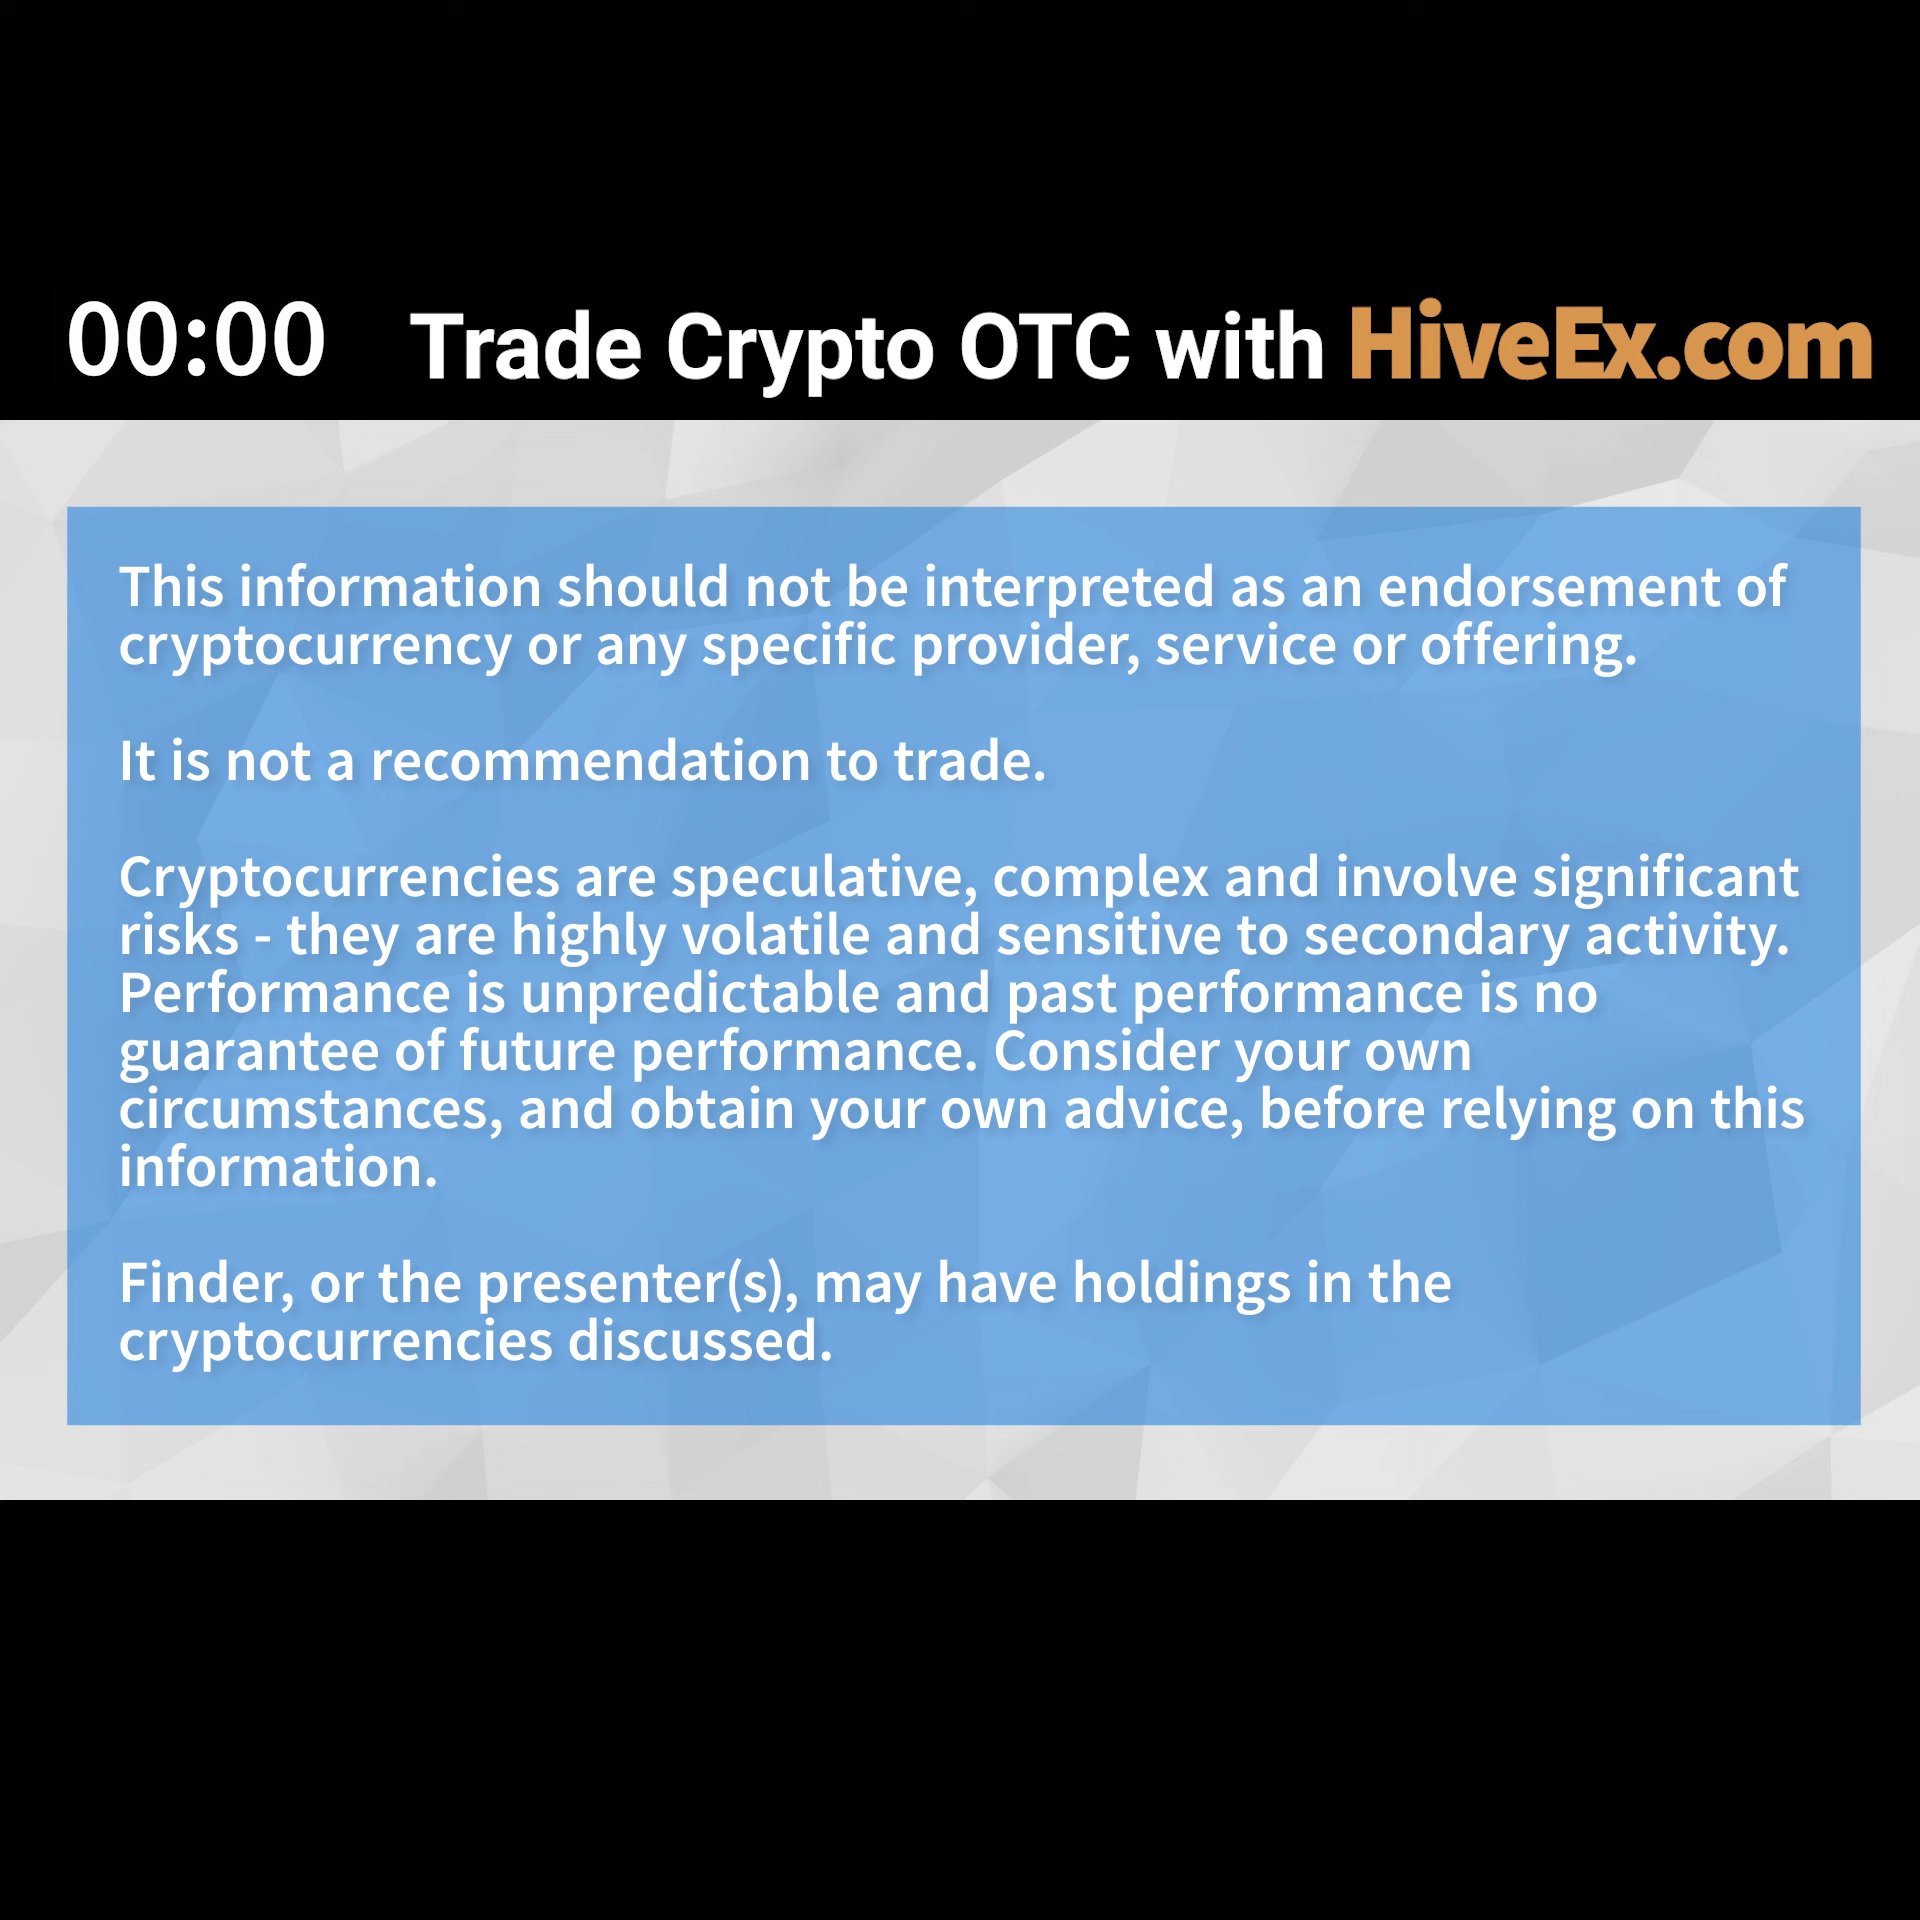 00:00 Trade Crypto OTC with HiveEx.com
This information should not be interpreted as an endorsement of
cryptocurrency or any specific provider, service or offering.
It is not a recommendation to trade.
Cryptocurrencies are speculative, complex and involve significant
risks - they are highly volatile and sensitive to secondary activity.
Performance is unpredictable and past performance is no
guarantee of future performance. Consider your own
circumstances, and obtain your own advice, before relying on this
information.
Finder, or the presenter(s), may have holdings in the
cryptocurrencies discussed.